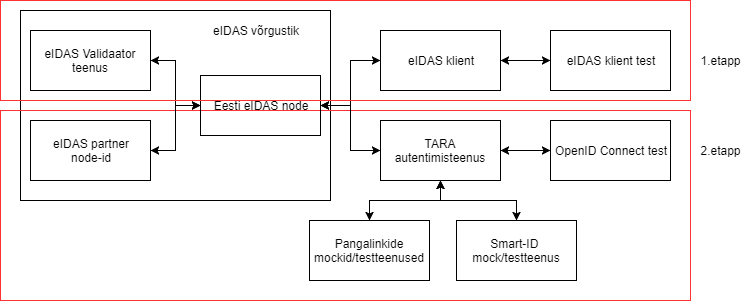 eIDAS võrgustik
eIDAS Validaator
teenus
eIDAS klient
eIDAS klient test
1.etapp
Eesti eIDAS node
eIDAS partner
node-id
TARA
autentimisteenus
OpenID Connect test
2.etapp
Pangalinkide
mockid/testteenused
Smart-ID
mock/testteenus